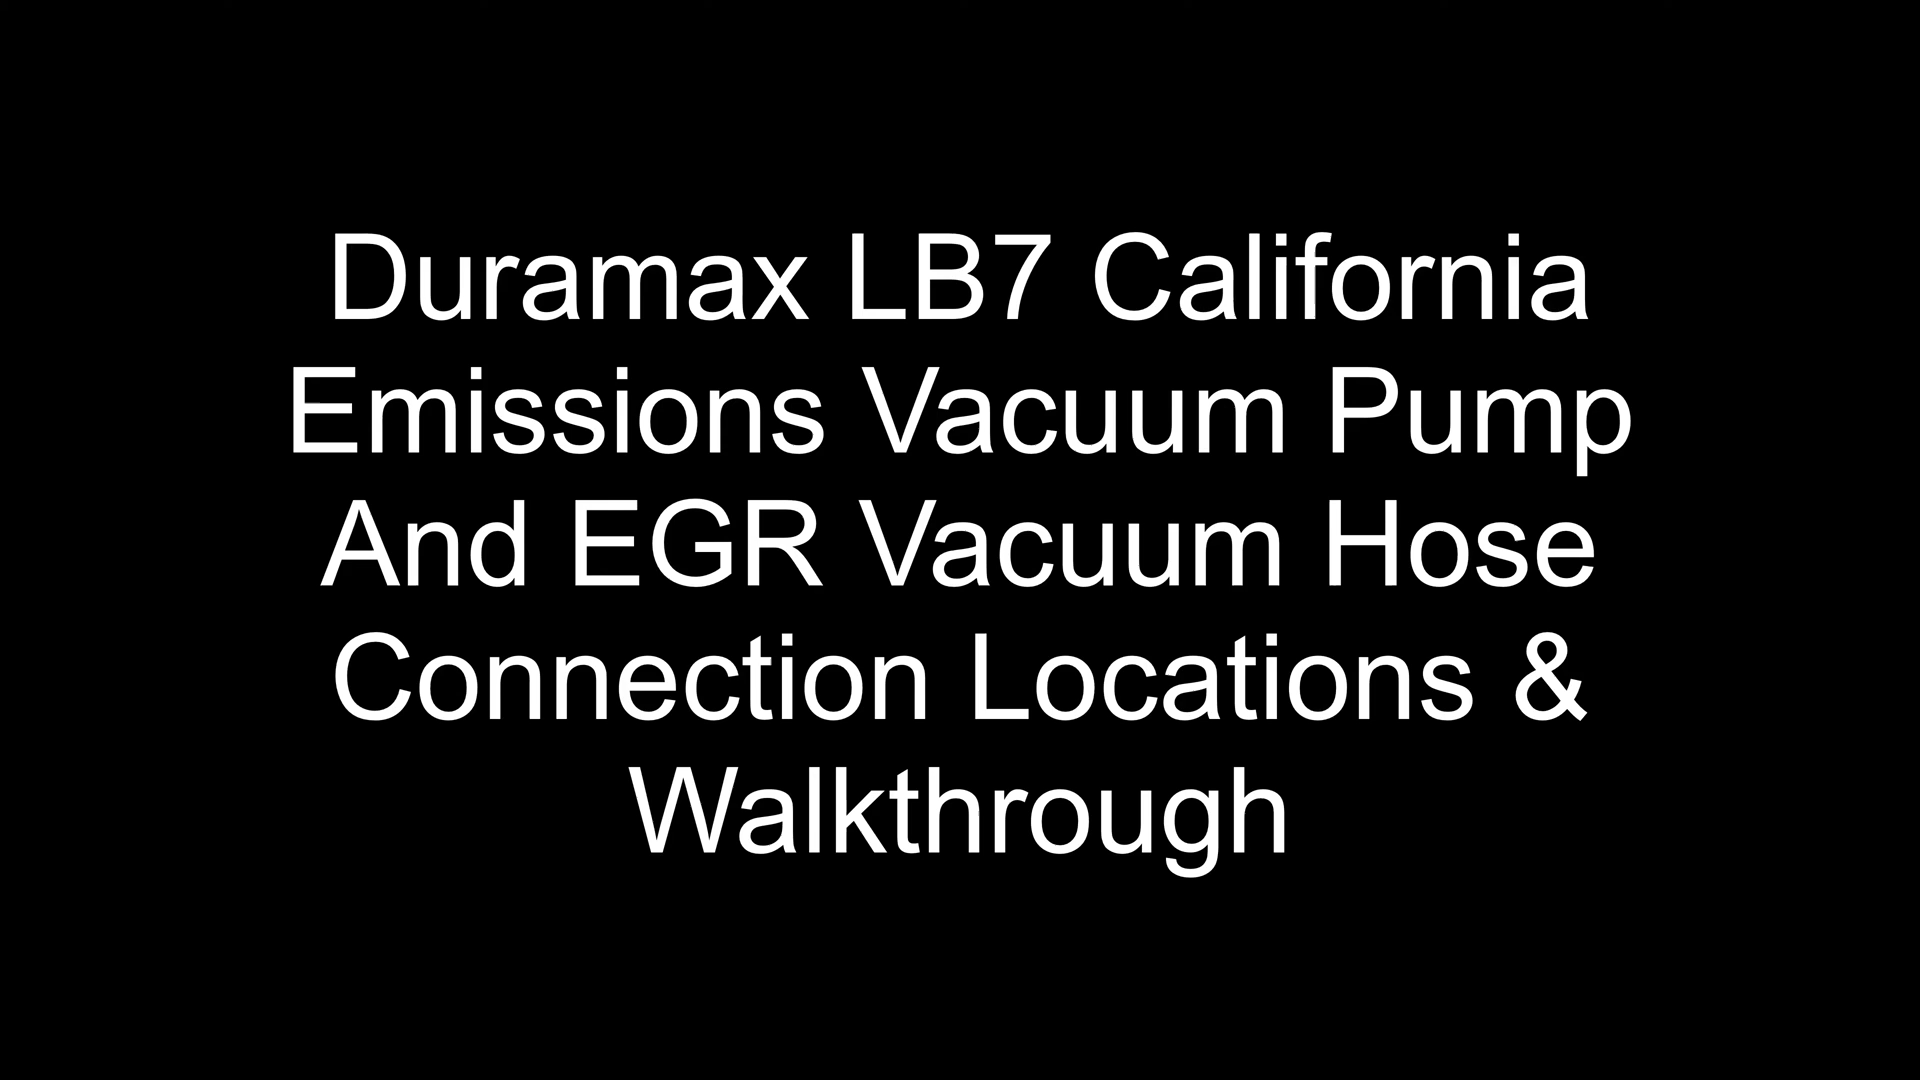 Duramax LB7 California
Emissions Vacuum Pump
And EGR Vacuum Hose
Connection Locations &
Walkthrough